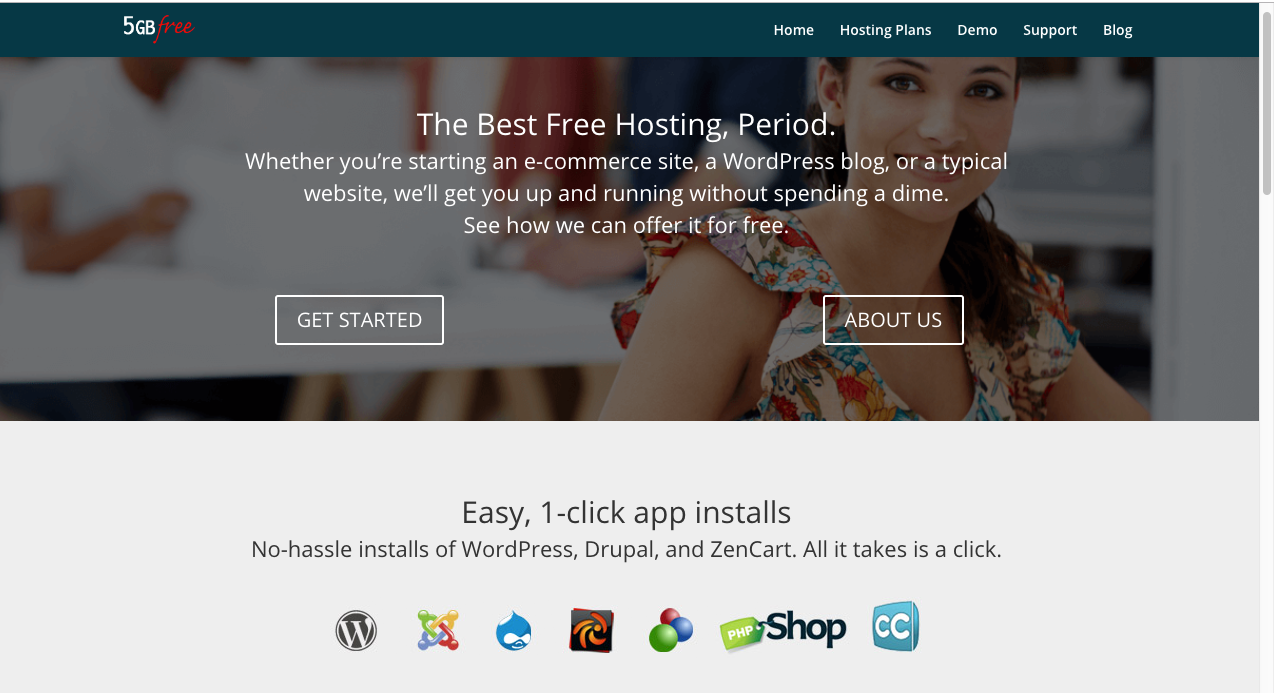 5GBfree
Home Hosting Plans Demo Support Blog
The Best Free Hosting, Period.
Whether you’re starting an e-commerce site, a WordPress blog, or a typical
website, we’ll get you up and running without spending a dime.
See how we can offer it for free.
GET STARTED
ABOUT US
Easy, 1-click app installs
No-hassle installs of WordPress, Drupal, and ZenCart. All it takes is a click.
W
PHP Shop
CC